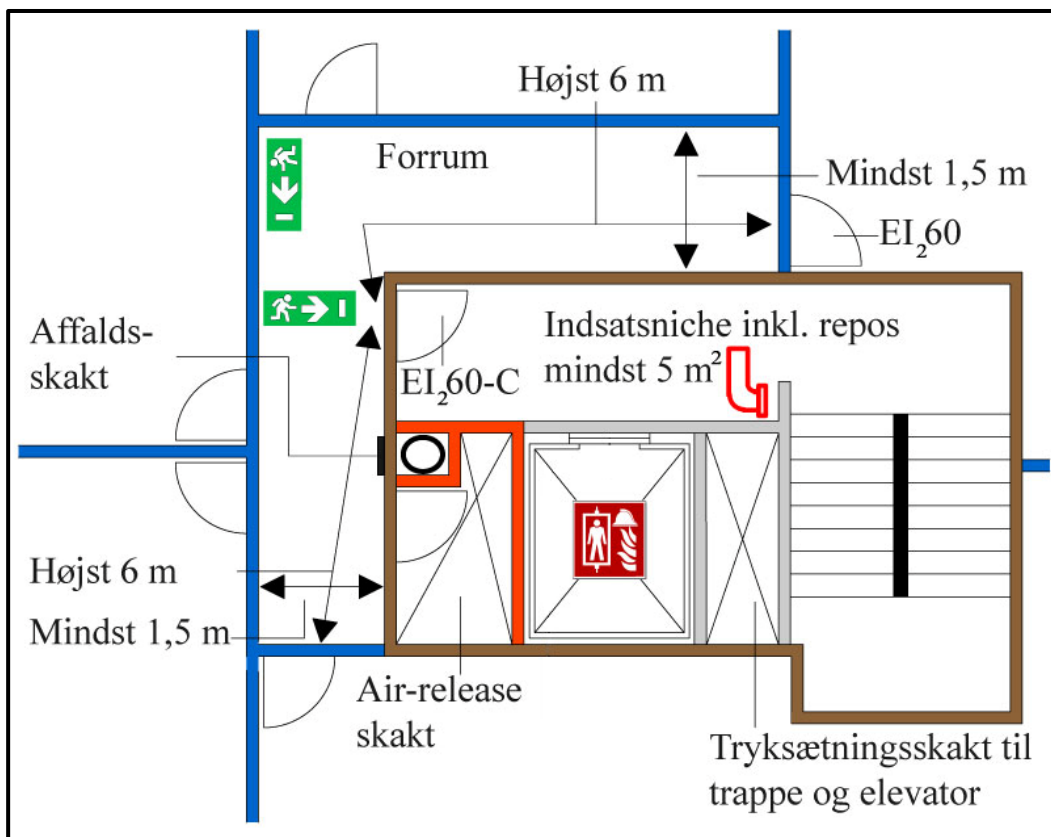 Højst 6 m
Forrum
Mindst 1,5 m
EI₂60
Affalds-
skakt
Indsatsniche inkl. repos
mindst 5 m²
EI₂60-C
Højst 6 m
Mindst 1,5 m
Air-release
skakt
Tryksætningsskakt til
trappe og elevator